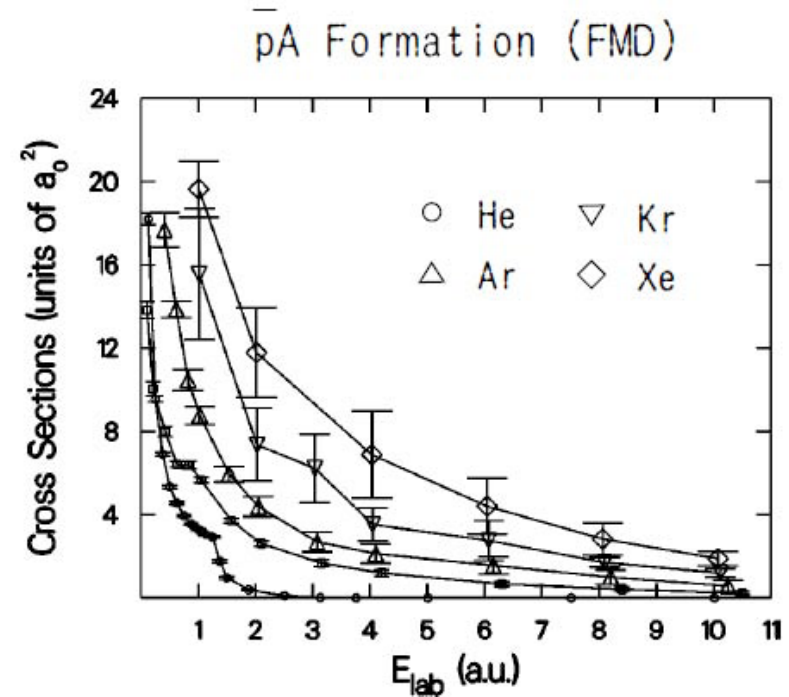 p̄A Formation (FMD)
Cross Sections (units of a₀²)
24
20
16
12
8
4
He
Kr
Ar
Xe
1 2 3 4 5 6 7 8 9 10 11
E_lab (a.u.)